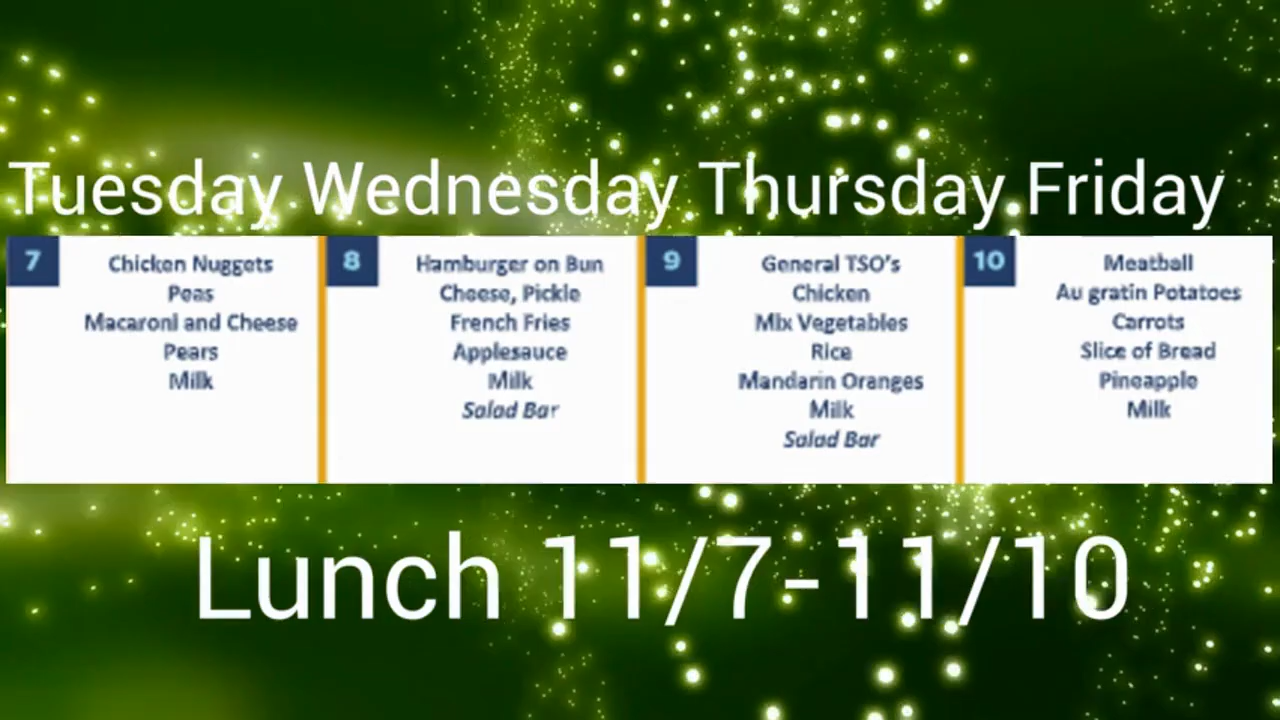 Tuesday Wednesday Thursday Friday
7
Chicken Nuggets
Peas
Macaroni and Cheese
Pears
Milk
8
Hamburger on Bun
Cheese, Pickle
French Fries
Applesauce
Milk
Salad Bar
9
General TSO's
Chicken
Mix Vegetables
Rice
Mandarin Oranges
Milk
Salad Bar
10
Meatball
Au gratin Potatoes
Carrots
Slice of Bread
Pineapple
Milk
Lunch 11/7-11/10